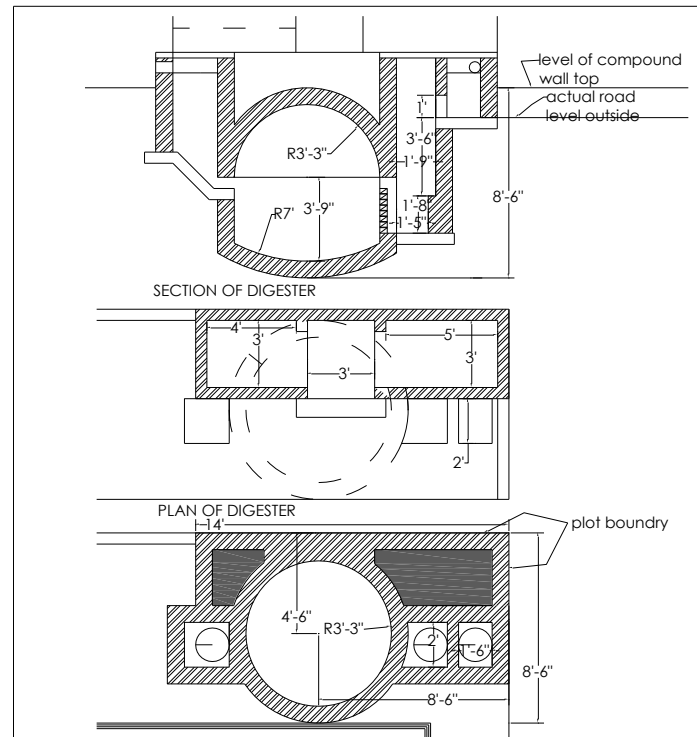 level of compound
wall top
actual road
level outside
1'
3'-6"
R3'-3"
1'-9"
8'-6"
3'-9"
1'-8
R7'
1'-5"
SECTION OF DIGESTER
4'
3'
5'
3'
3'
2'
PLAN OF DIGESTER
14'
plot boundry
4'-6"
R3'-3"
2'
1'-6"
8'-6"
8'-6"